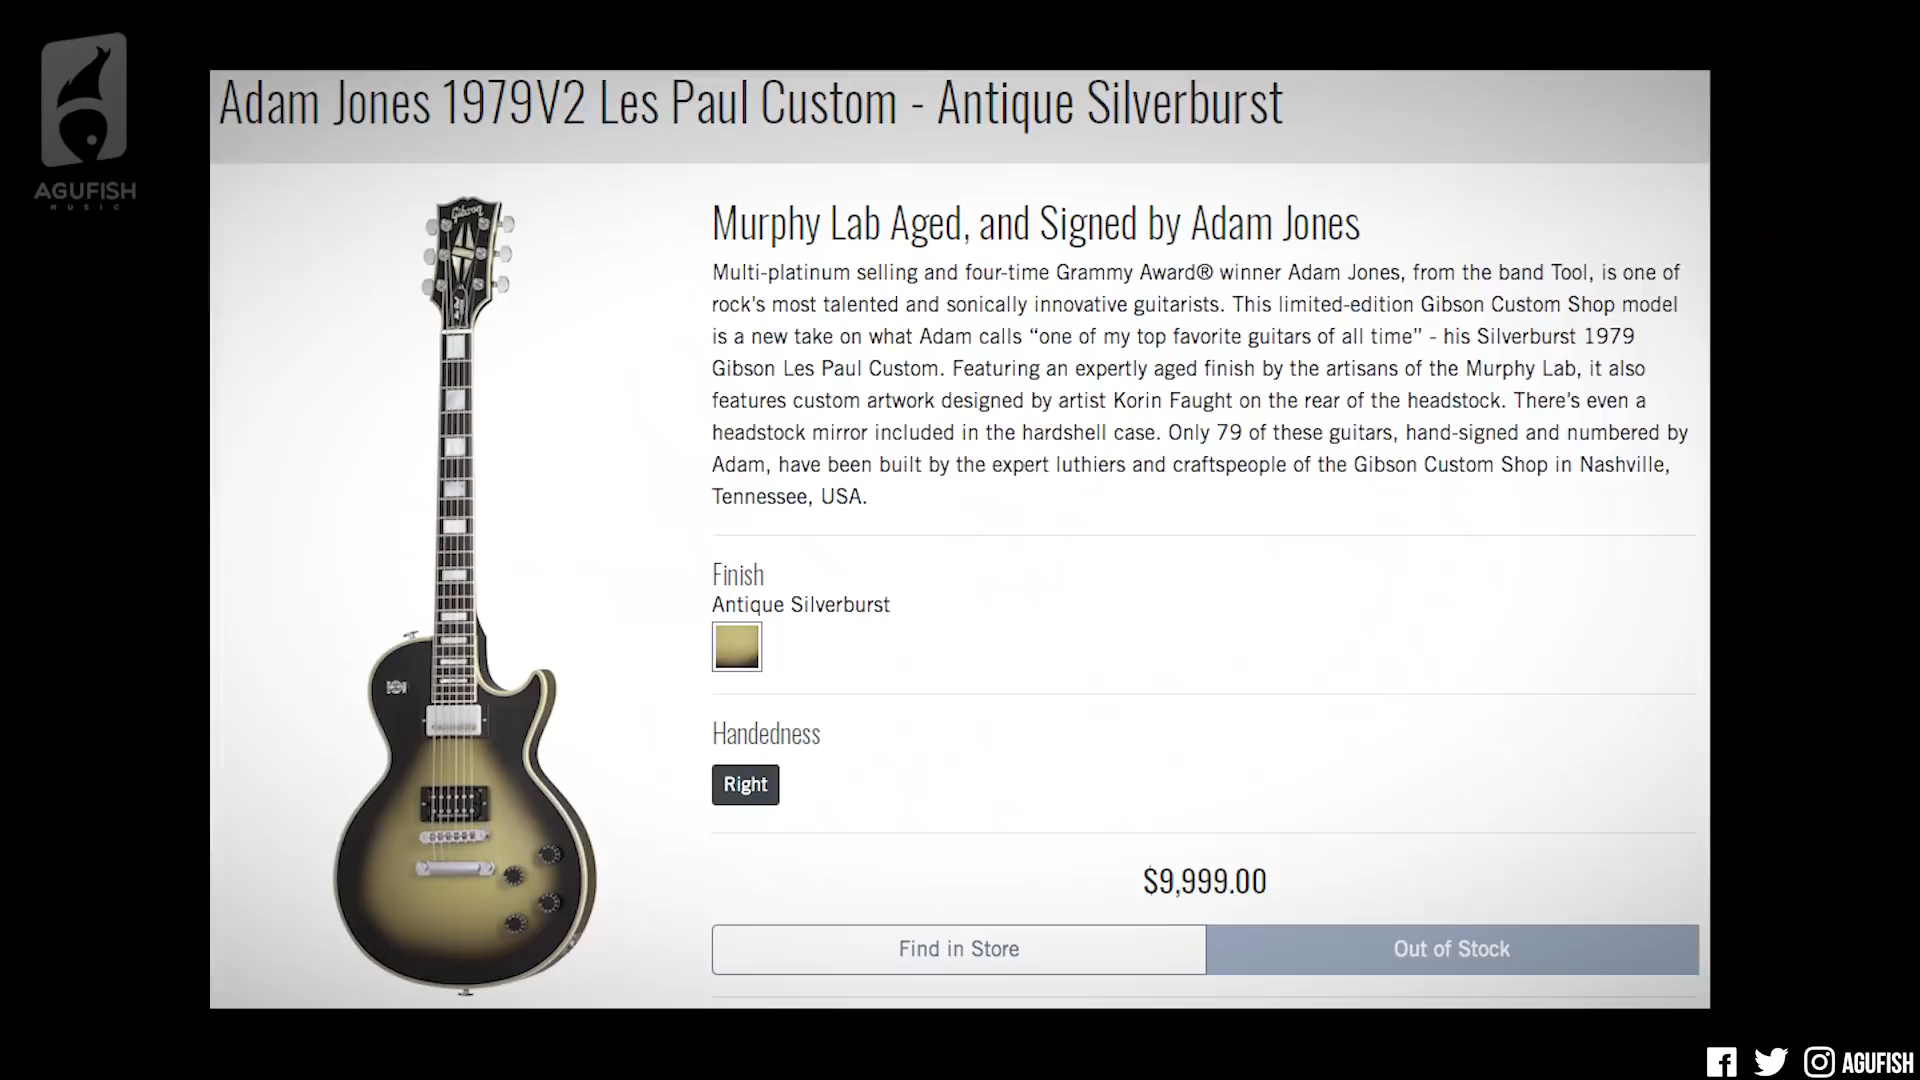 AGUFISH
MUSIC
Adam Jones 1979V2 Les Paul Custom - Antique Silverburst
Gibson
Murphy Lab Aged, and Signed by Adam Jones
Multi-platinum selling and four-time Grammy Award® winner Adam Jones, from the band Tool, is one of
rock's most talented and sonically innovative guitarists. This limited-edition Gibson Custom Shop model
is a new take on what Adam calls “one of my top favorite guitars of all time” - his Silverburst 1979
Gibson Les Paul Custom. Featuring an expertly aged finish by the artisans of the Murphy Lab, it also
features custom artwork designed by artist Korin Faught on the rear of the headstock. There's even a
headstock mirror included in the hardshell case. Only 79 of these guitars, hand-signed and numbered by
Adam, have been built by the expert luthiers and craftspeople of the Gibson Custom Shop in Nashville,
Tennessee, USA.
Finish
Antique Silverburst
Handedness
Right
$9,999.00
Find in Store
Out of Stock
AGUFISH